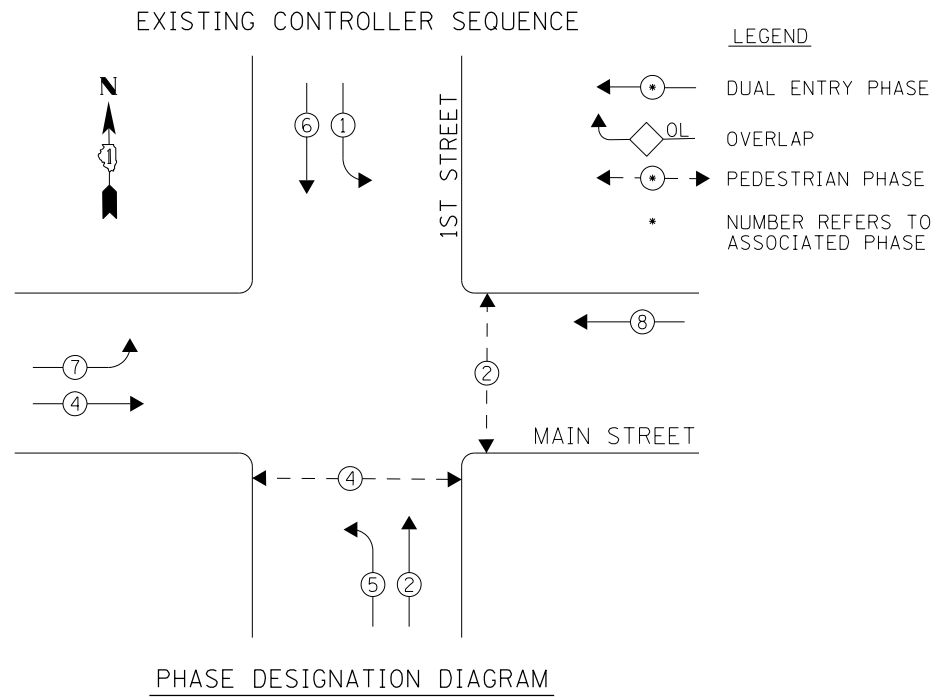 EXISTING CONTROLLER SEQUENCE
LEGEND
N
1
6
1
1ST STREET
*
DUAL ENTRY PHASE
OL
OVERLAP
*
PEDESTRIAN PHASE
*
NUMBER REFERS TO
ASSOCIATED PHASE
8
7
4
2
MAIN STREET
4
5
2
PHASE DESIGNATION DIAGRAM